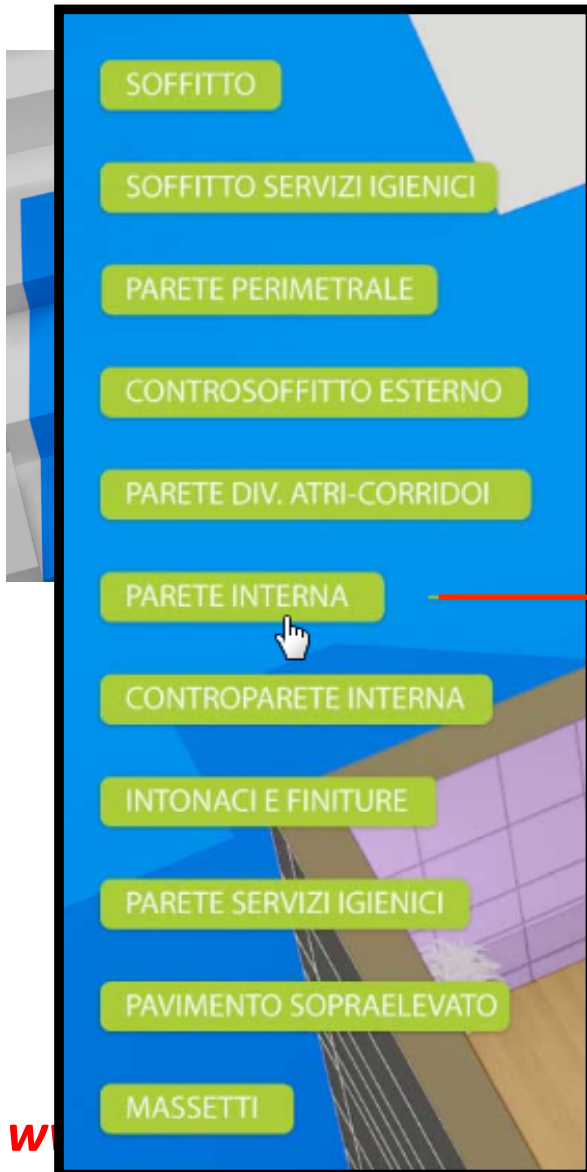 SOFFITTO
SOFFITTO SERVIZI IGIENICI
PARETE PERIMETRALE
CONTROSOFFITTO ESTERNO
PARETE DIV. ATRI-CORRIDOI
PARETE INTERNA
CONTROPARETE INTERNA
INTONACI E FINITURE
PARETE SERVIZI IGIENICI
PAVIMENTO SOPRAELEVATO
MASSETTI